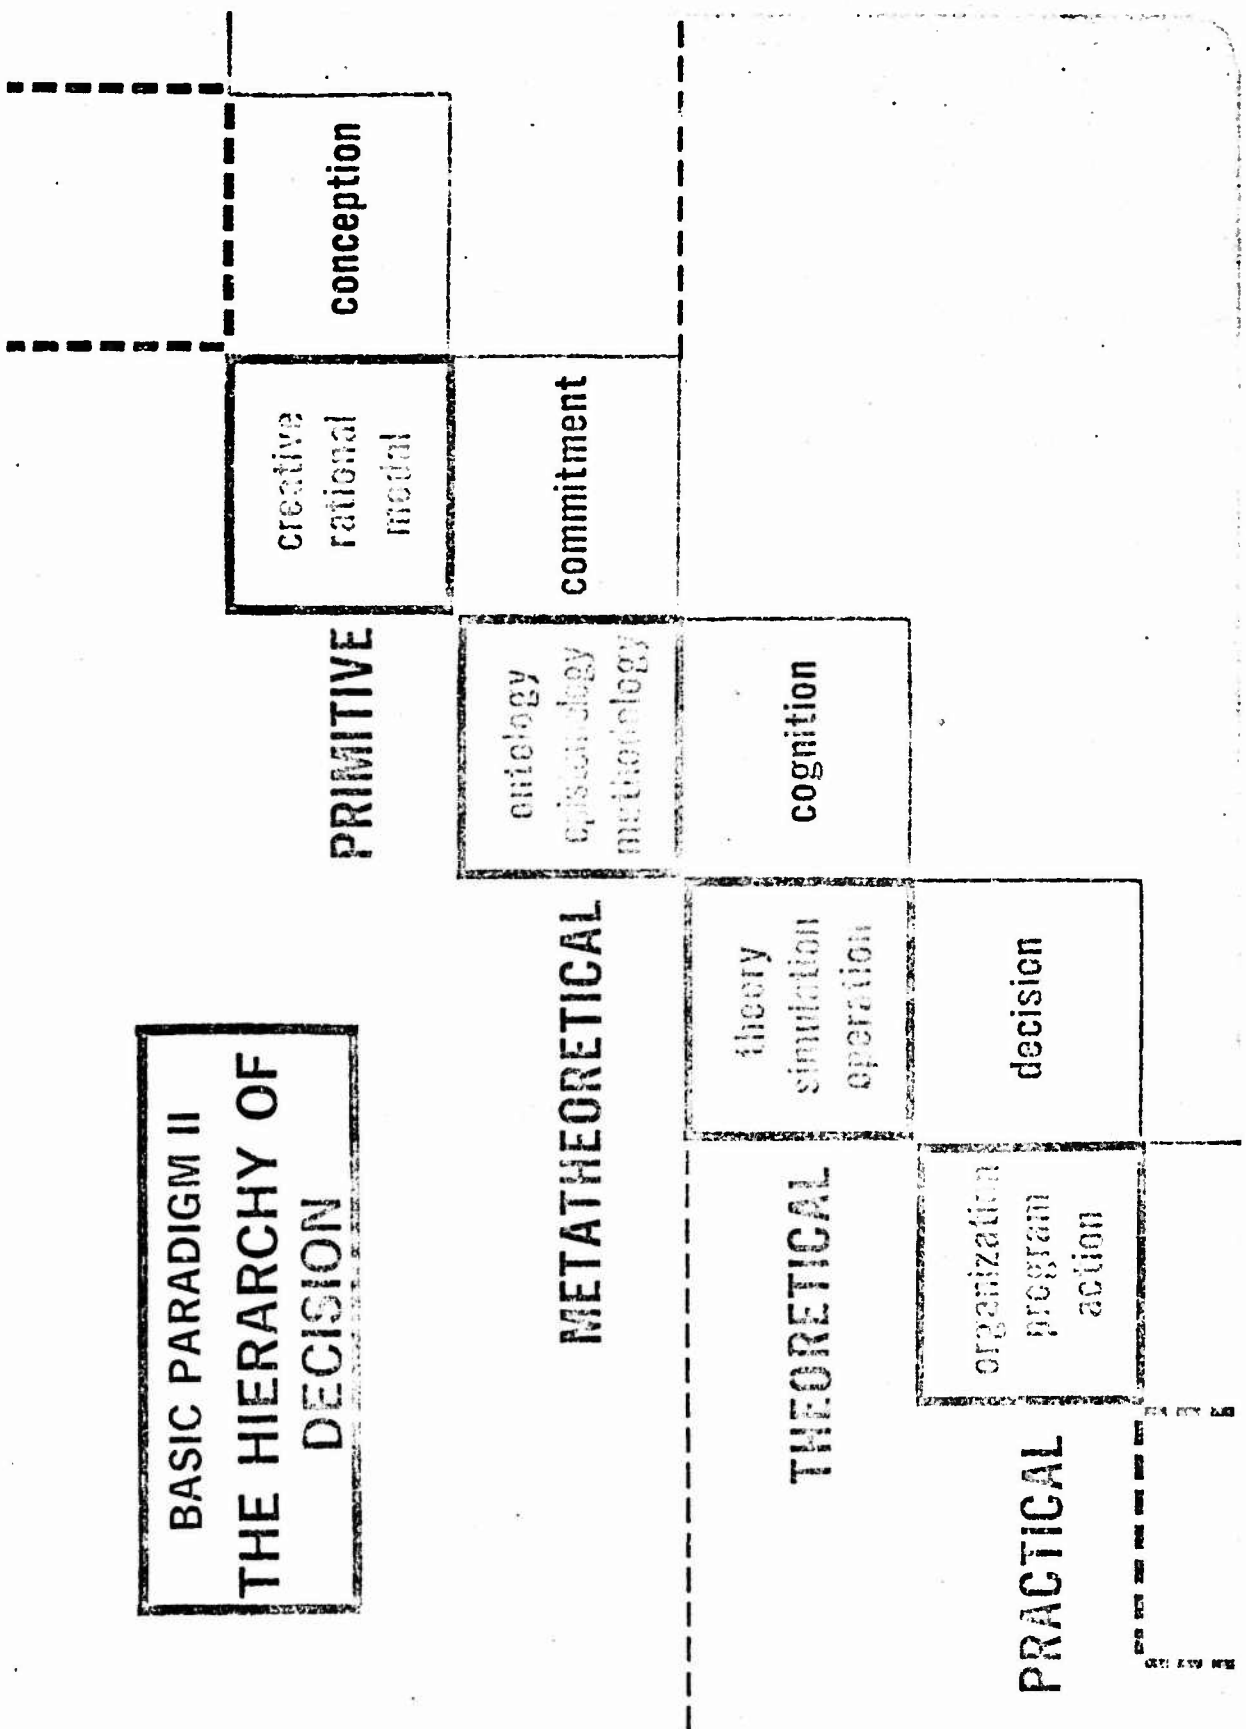 BASIC PARADIGM II
THE HIERARCHY OF
DECISION
PRIMITIVE
creative
rational
modal
conception
METATHEORETICAL
ontology
epistemology
methodology
commitment
THEORETICAL
theory
simulation
operation
cognition
PRACTICAL
organization
program
action
decision